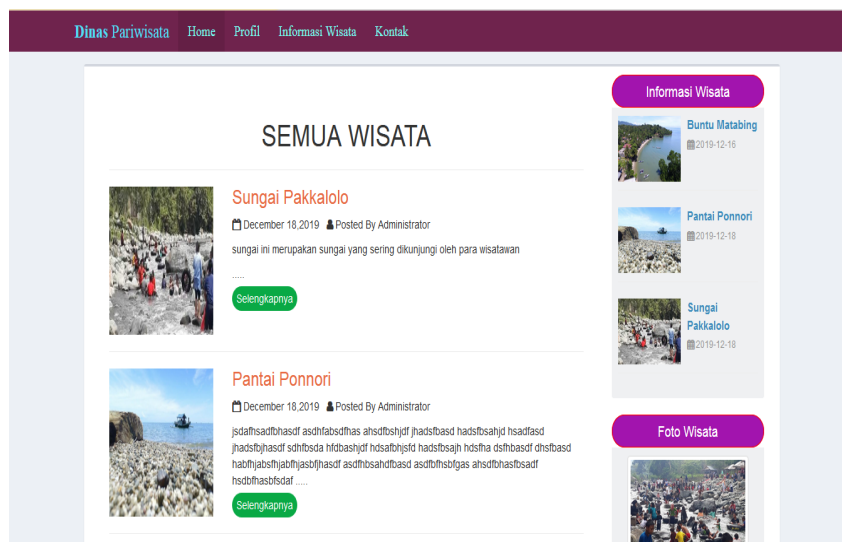 Dinas Pariwisata Home Profil Informasi Wisata Kontak
SEMUA WISATA
Sungai Pakkalolo
December 18,2019 Posted By Administrator
sungai ini merupakan sungai yang sering dikunjungi oleh para wisatawan
.....
Selengkapnya
Pantai Ponnori
December 18,2019 Posted By Administrator
jsdafhsadfbhasdf asdhfabsdfhas ahsdfbshjdf jhadsfbasd hadsfbsahjd hsadfasd
jhadsfbjhasdf sdhfbsda hfdbashjdf hdsafbhjsfd hadsfbsajh hdsfha dsfhbasdf dhsfbasd
habfhjabsfhjabfhjasbfjhasdf asdfhbsahdfbasd asdfbfhsbfgas ahsdfbhasfbsadf
hsdbfhasbfsdaf .....
Selengkapnya
Informasi Wisata
Buntu Matabing
2019-12-16
Pantai Ponnori
2019-12-18
Sungai
Pakkalolo
2019-12-18
Foto Wisata